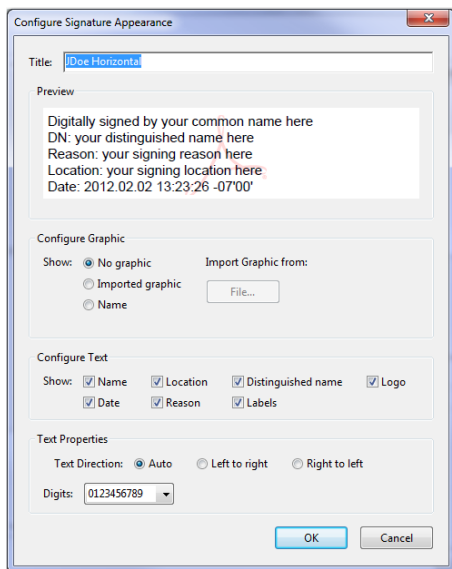 Configure Signature Appearance
Title: JDoe Horizontal
Preview
Digitally signed by your common name here
DN: your distinguished name here
Reason: your signing reason here
Location: your signing location here
Date: 2012.02.02 13:23:26 -07'00'
Configure Graphic
Show: No graphic Import Graphic from:
Imported graphic File...
Name
Configure Text
Show: Name Location Distinguished name Logo
Date Reason Labels
Text Properties
Text Direction: Auto Left to right Right to left
Digits: 0123456789
OK Cancel